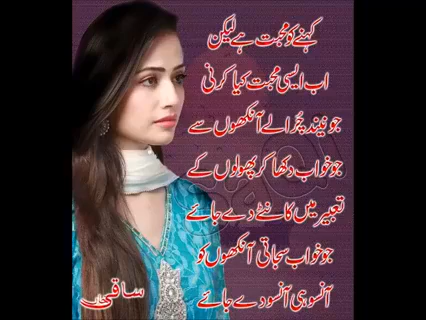 کہنے کو محبت ہے لیکن
اب ایسی محبت کیا کرنی
جو نیند چُرا لے آنکھوں سے
جو خواب دکھا کر پھولوں کے
تعبیر میں کانٹے دے جائے
جو خواب سجاتی آنکھوں کو
آنسو ہی آنسو دے جائے
ساقی